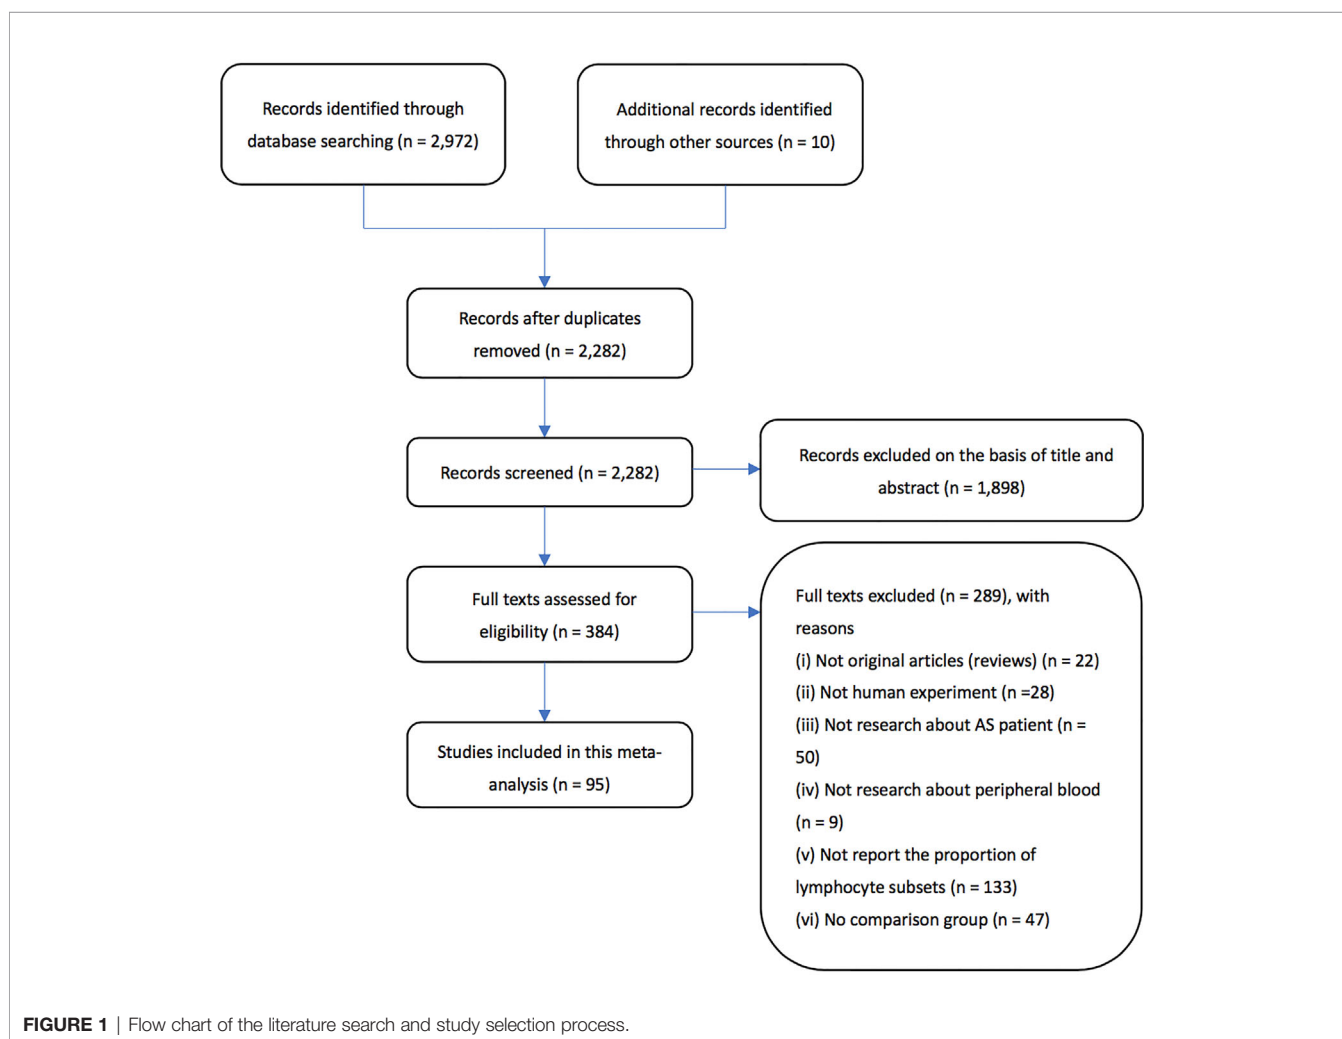 Records identified through
database searching (n = 2,972)
Additional records identified
through other sources (n = 10)
Records after duplicates
removed (n = 2,282)
Records screened (n = 2,282)
Records excluded on the basis of title and
abstract (n = 1,898)
Full texts assessed for
eligibility (n = 384)
Full texts excluded (n = 289), with
reasons
(i) Not original articles (reviews) (n = 22)
(ii) Not human experiment (n =28)
(iii) Not research about AS patient (n =
50)
(iv) Not research about peripheral blood
(n = 9)
(v) Not report the proportion of
lymphocyte subsets (n = 133)
(vi) No comparison group (n = 47)
Studies included in this meta-
analysis (n = 95)
FIGURE 1 | Flow chart of the literature search and study selection process.